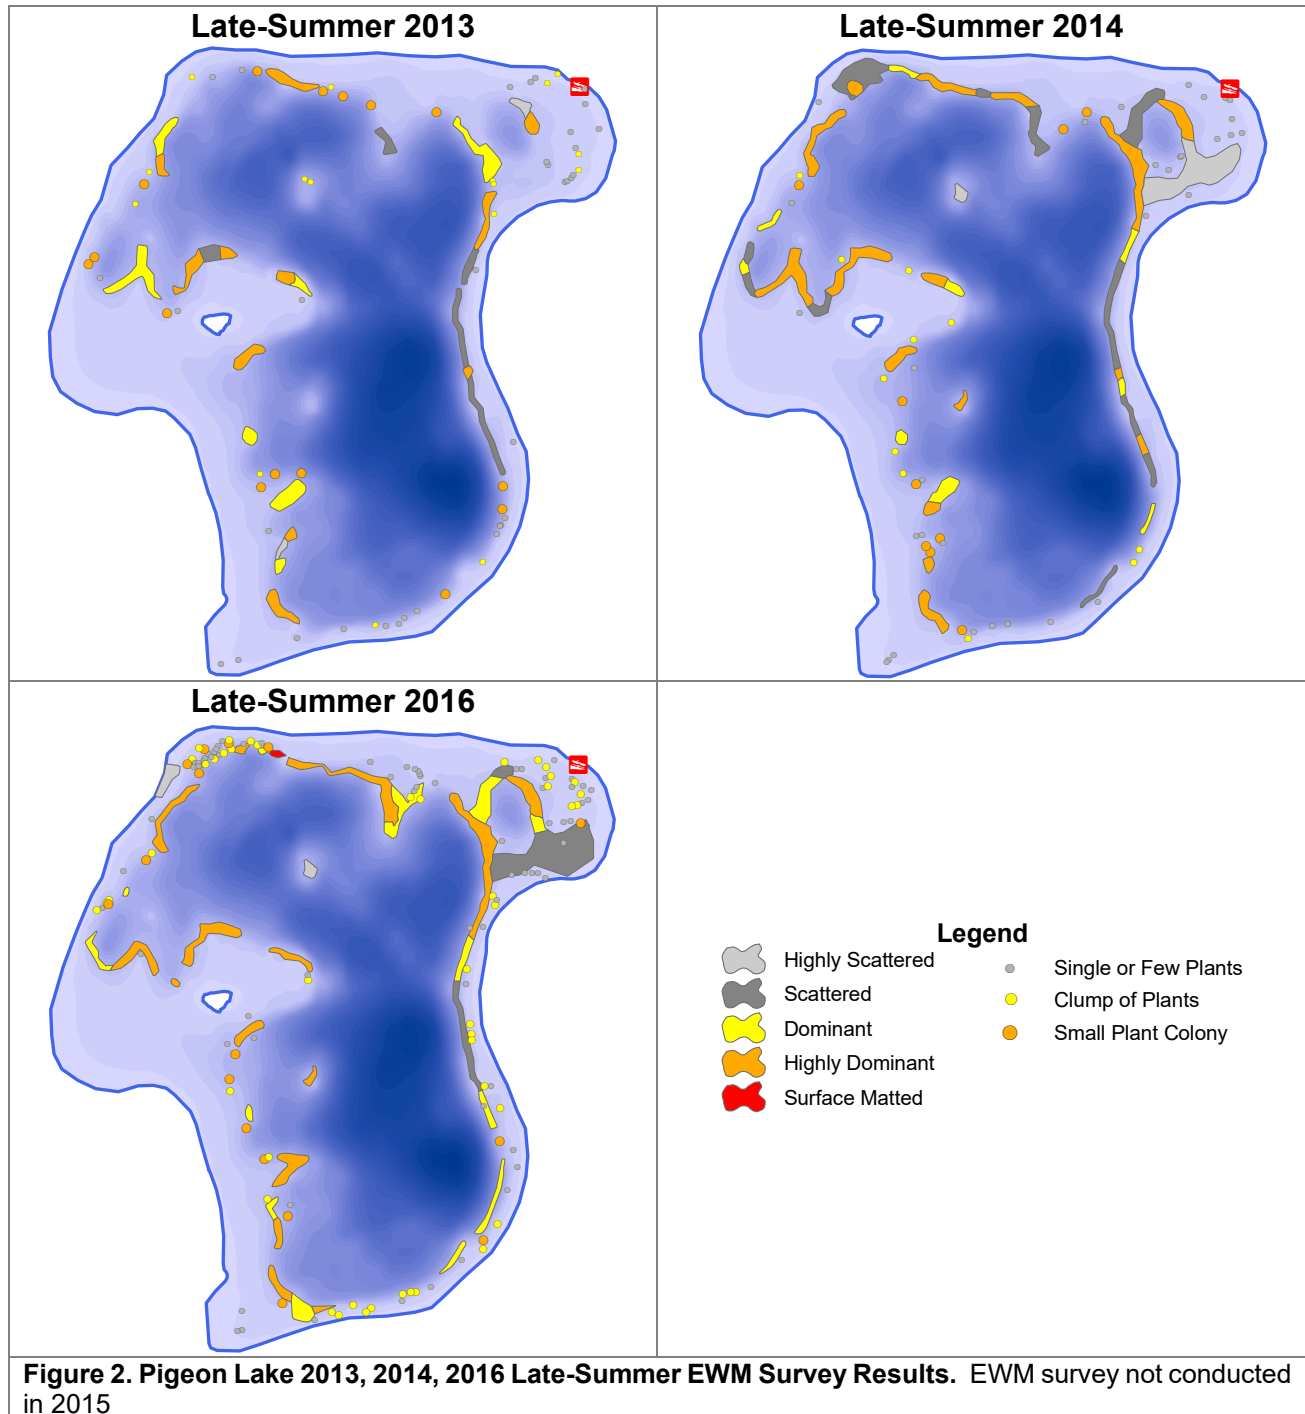 Late-Summer 2013
Late-Summer 2014
Late-Summer 2016
Legend
Highly Scattered
Scattered
Dominant
Highly Dominant
Surface Matted
Single or Few Plants
Clump of Plants
Small Plant Colony
Figure 2. Pigeon Lake 2013, 2014, 2016 Late-Summer EWM Survey Results. EWM survey not conducted
in 2015